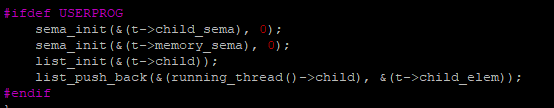 #ifdef USERPROG
    sema_init(&(t->child_sema), 0);
    sema_init(&(t->memory_sema), 0);
    list_init(&(t->child));
    list_push_back(&(running_thread()->child), &(t->child_elem));
#endif